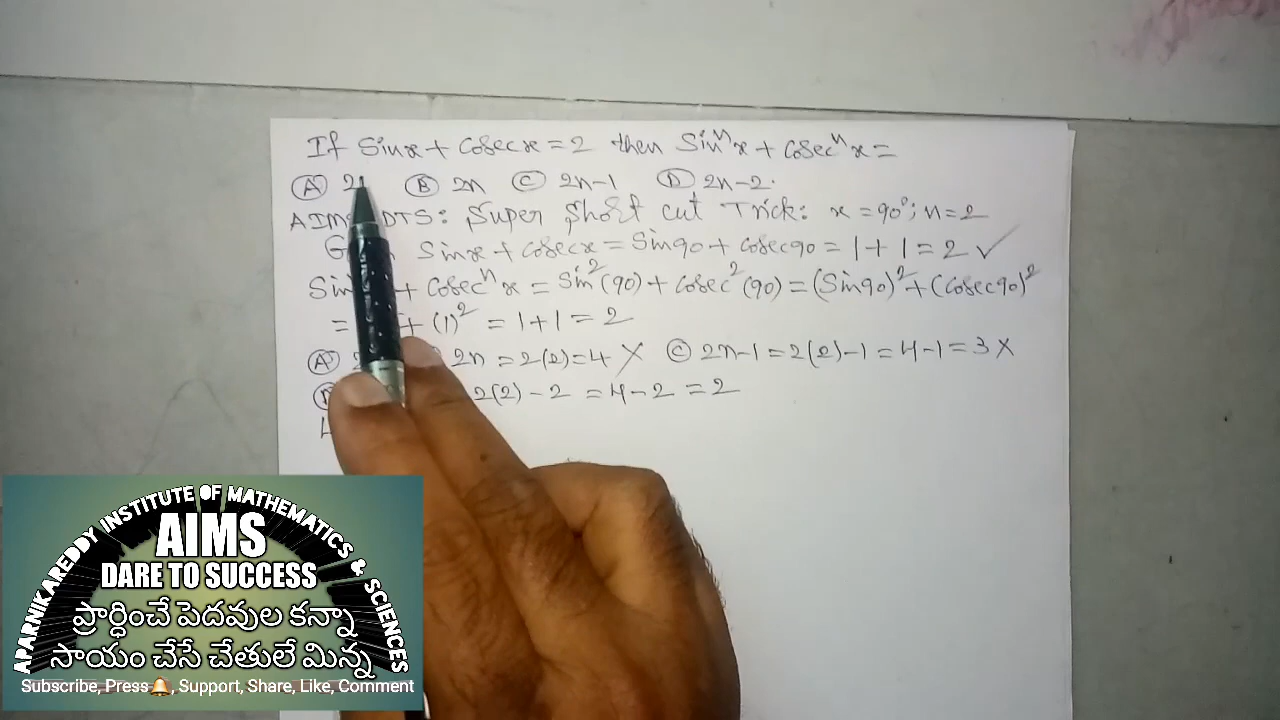 If Sinx + Cosecx = 2 then Sinⁿx + Cosecⁿx =
Ⓐ 2 Ⓑ 2n Ⓒ 2n-1 Ⓓ 2n-2.
AIMS DTS: Super Short cut Trick: x = 90°; n = 2
Sinx + cosecx = Sin90 + cosec90 = 1 + 1 = 2 ✓
Sin + cosecⁿx = Sin²(90) + cosec²(90) = (Sin90)² + (Cosec90)²
= + (1)² = 1 + 1 = 2
Ⓐ 2n = 2(2) = 4 X Ⓒ 2n-1 = 2(2)-1 = 4-1 = 3 X
2(2) - 2 = 4-2 = 2
APARNIKAREDDY INSTITUTE OF MATHEMATICS & SCIENCES
AIMS
DARE TO SUCCESS
ప్రార్ధించే పెదవుల కన్నా
సాయం చేసే చేతులే మిన్న
Subscribe, Press🔔, Support, Share, Like, Comment